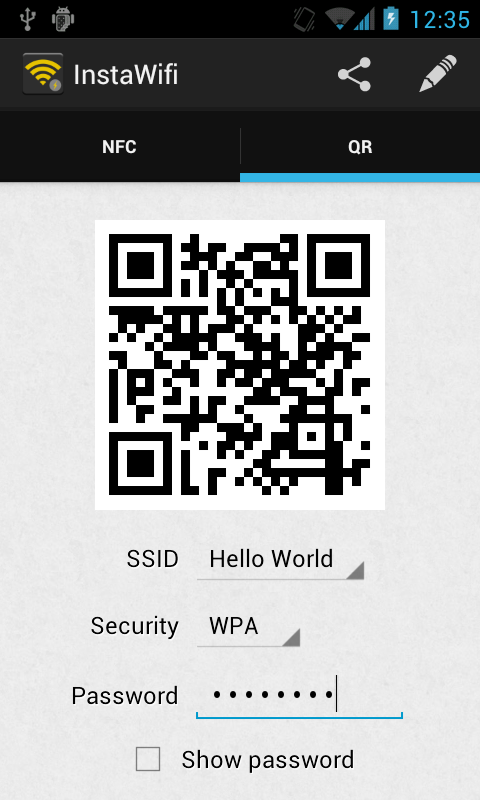 12:35
InstaWifi
NFC
QR
SSID Hello World
Security WPA
Password ••••••••
Show password